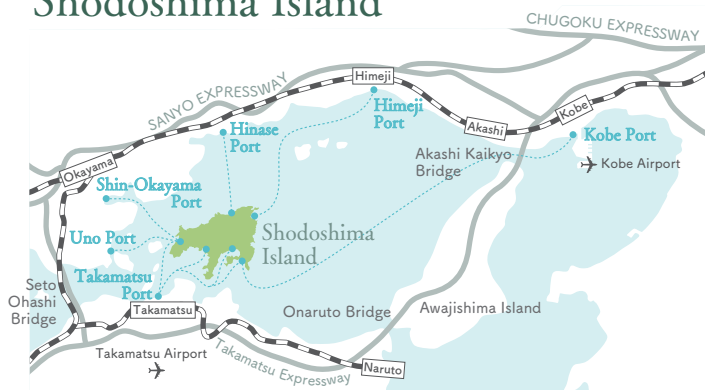 Shodoshima Island
CHUGOKU EXPRESSWAY
SANYO EXPRESSWAY
Himeji
Himeji
Port
Hinase
Port
Akashi
Kobe
Kobe Port
Kobe Airport
Akashi Kaikyo
Bridge
Okayama
Shin-Okayama
Port
Uno Port
Shodoshima
Island
Takamatsu
Port
Seto
Ohashi
Bridge
Takamatsu
Onaruto Bridge
Awajishima Island
Takamatsu Airport
Takamatsu Expressway
Naruto